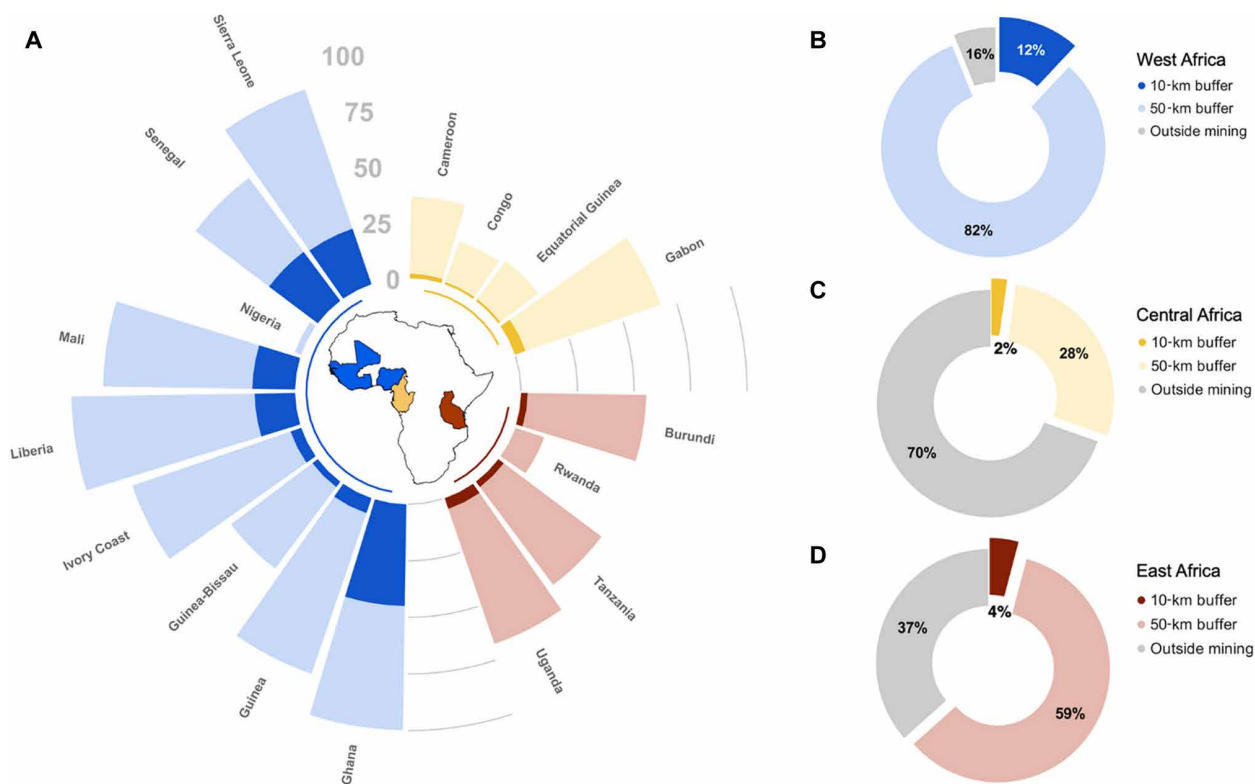 A
100
75
50
25
0
Sierra Leone
Senegal
Nigeria
Mali
Liberia
Ivory Coast
Guinea-Bissau
Guinea
Ghana
Cameroon
Congo
Equatorial Guinea
Gabon
Burundi
Rwanda
Tanzania
Uganda
B
16%
12%
82%
West Africa
10-km buffer
50-km buffer
Outside mining
C
2%
28%
70%
Central Africa
10-km buffer
50-km buffer
Outside mining
D
4%
37%
59%
East Africa
10-km buffer
50-km buffer
Outside mining